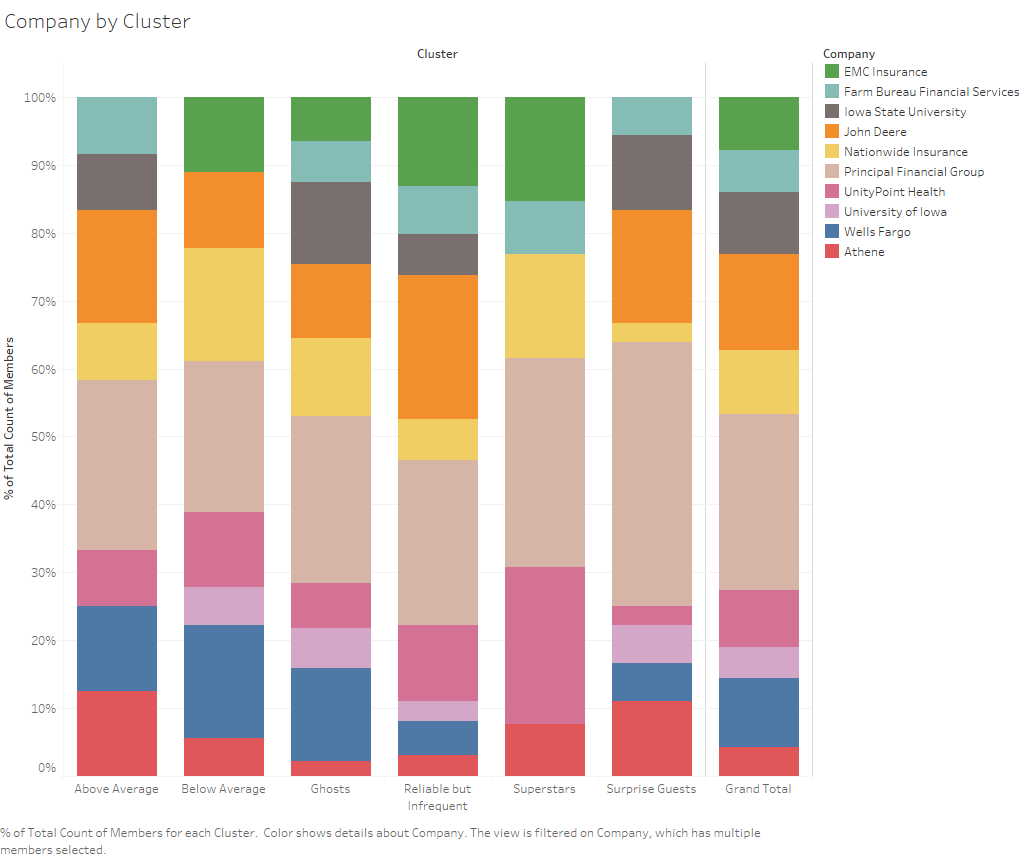 Company by Cluster
Cluster
Company
EMC Insurance
Farm Bureau Financial Services
Iowa State University
John Deere
Nationwide Insurance
Principal Financial Group
UnityPoint Health
University of Iowa
Wells Fargo
Athene
% of Total Count of Members
100%
90%
80%
70%
60%
50%
40%
30%
20%
10%
0%
Above Average
Below Average
Ghosts
Reliable but
Infrequent
Superstars
Surprise Guests
Grand Total
% of Total Count of Members for each Cluster.  Color shows details about Company. The view is filtered on Company, which has multiple
members selected.